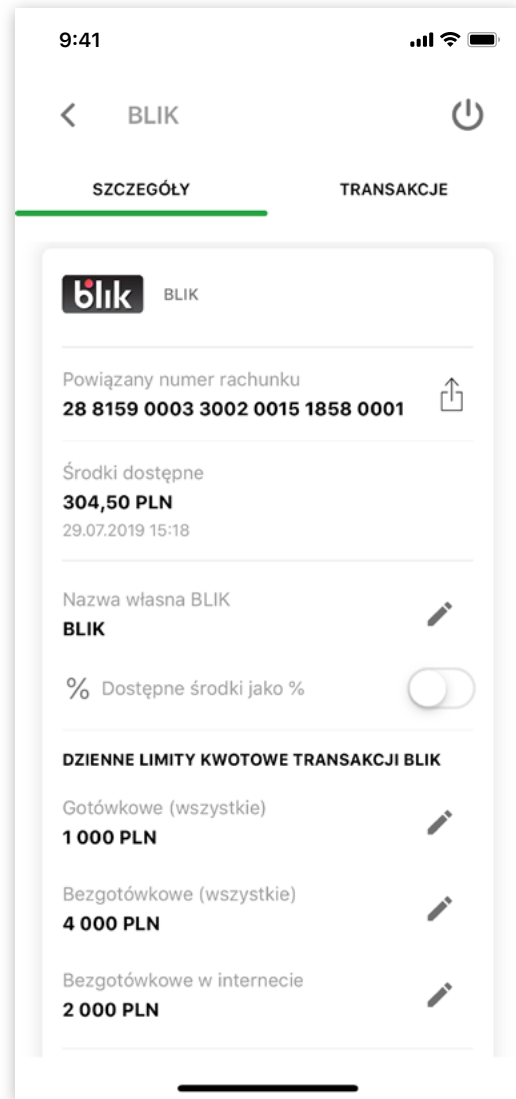 9:41
BLIK
SZCZEGÓŁY TRANSAKCJE
blik BLIK
Powiązany numer rachunku
28 8159 0003 3002 0015 1858 0001
Środki dostępne
304,50 PLN
29.07.2019 15:18
Nazwa własna BLIK
BLIK
% Dostępne środki jako %
DZIENNE LIMITY KWOTOWE TRANSAKCJI BLIK
Gotówkowe (wszystkie)
1 000 PLN
Bezgotówkowe (wszystkie)
4 000 PLN
Bezgotówkowe w internecie
2 000 PLN